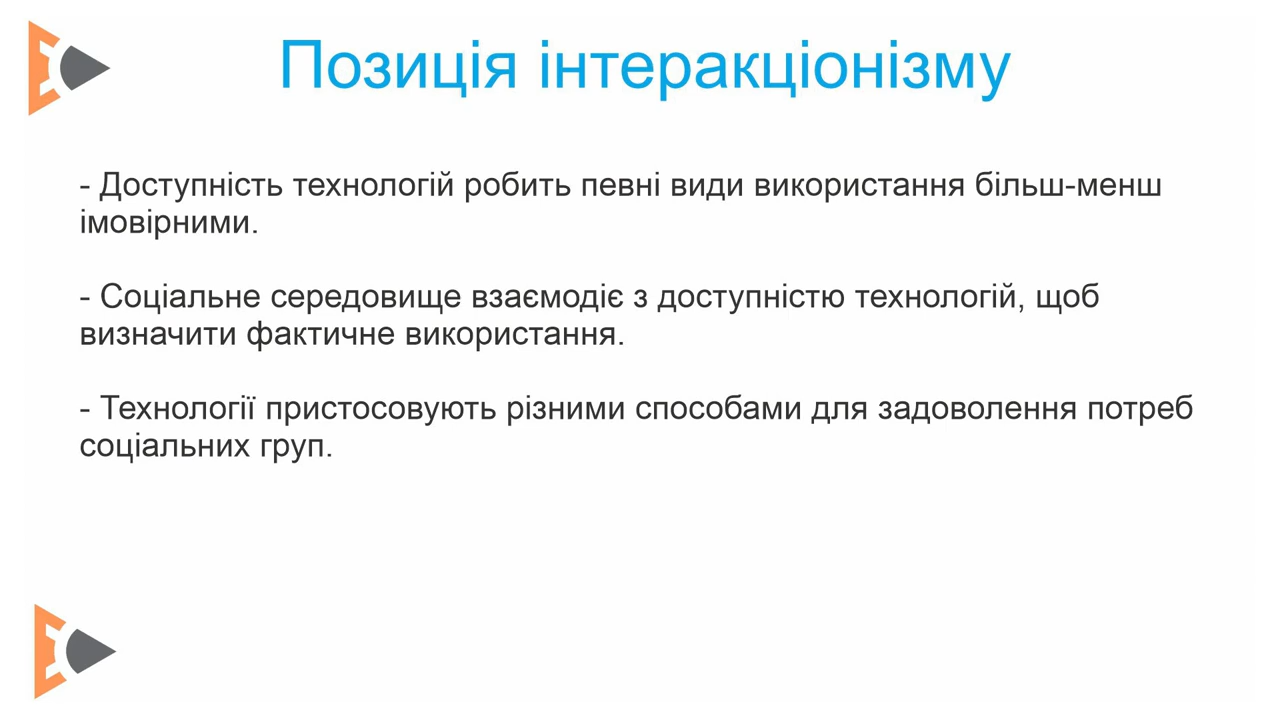 Позиція інтеракціонізму
- Доступність технологій робить певні види використання більш-менш
імовірними.
- Соціальне середовище взаємодіє з доступністю технологій, щоб
визначити фактичне використання.
- Технології пристосовують різними способами для задоволення потреб
соціальних груп.